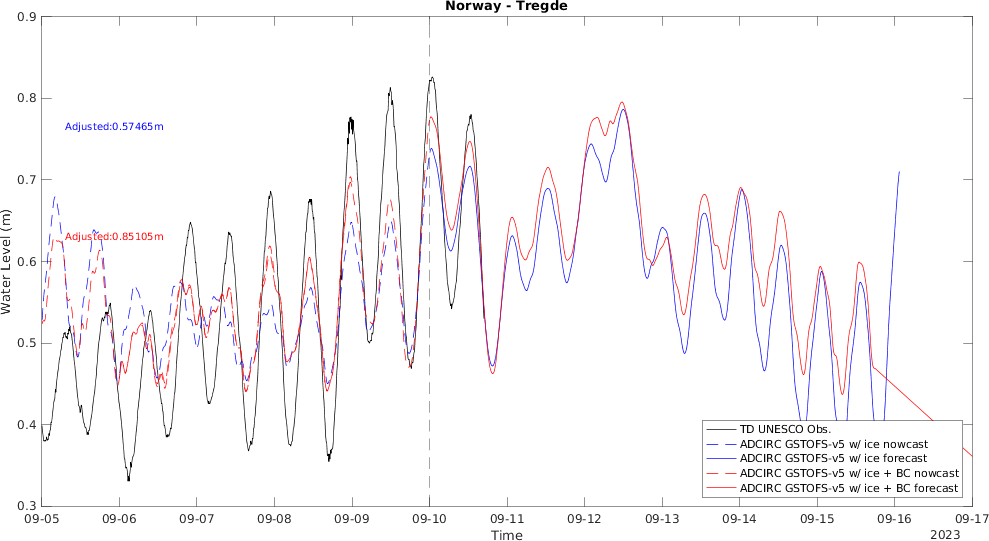 Norway - Tregde
0.9
0.8
0.7
0.6
0.5
0.4
0.3
Water Level (m)
Adjusted:0.57465m
Adjusted:0.85105m
TD UNESCO Obs.
ADCIRC GSTOFS-v5 w/ ice nowcast
ADCIRC GSTOFS-v5 w/ ice forecast
ADCIRC GSTOFS-v5 w/ ice + BC nowcast
ADCIRC GSTOFS-v5 w/ ice + BC forecast
09-05 09-06 09-07 09-08 09-09 09-10 09-11 09-12 09-13 09-14 09-15 09-16 09-17
Time
2023